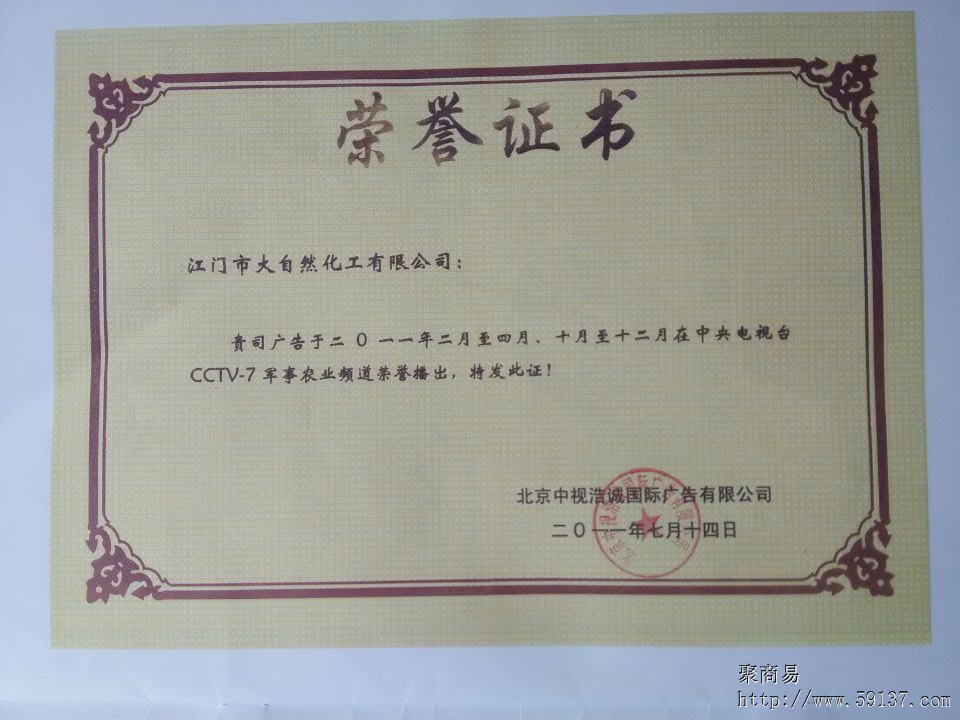 荣誉证书
江门市大自然化工有限公司：
贵司广告于二0一一年二月至四月、十月至十二月在中央电视台
CCTV-7军事农业频道荣誉播出，特发此证！
北京中视浩诚国际广告有限公司
二0一一年七月十四日
聚商易
http://www.59137.com